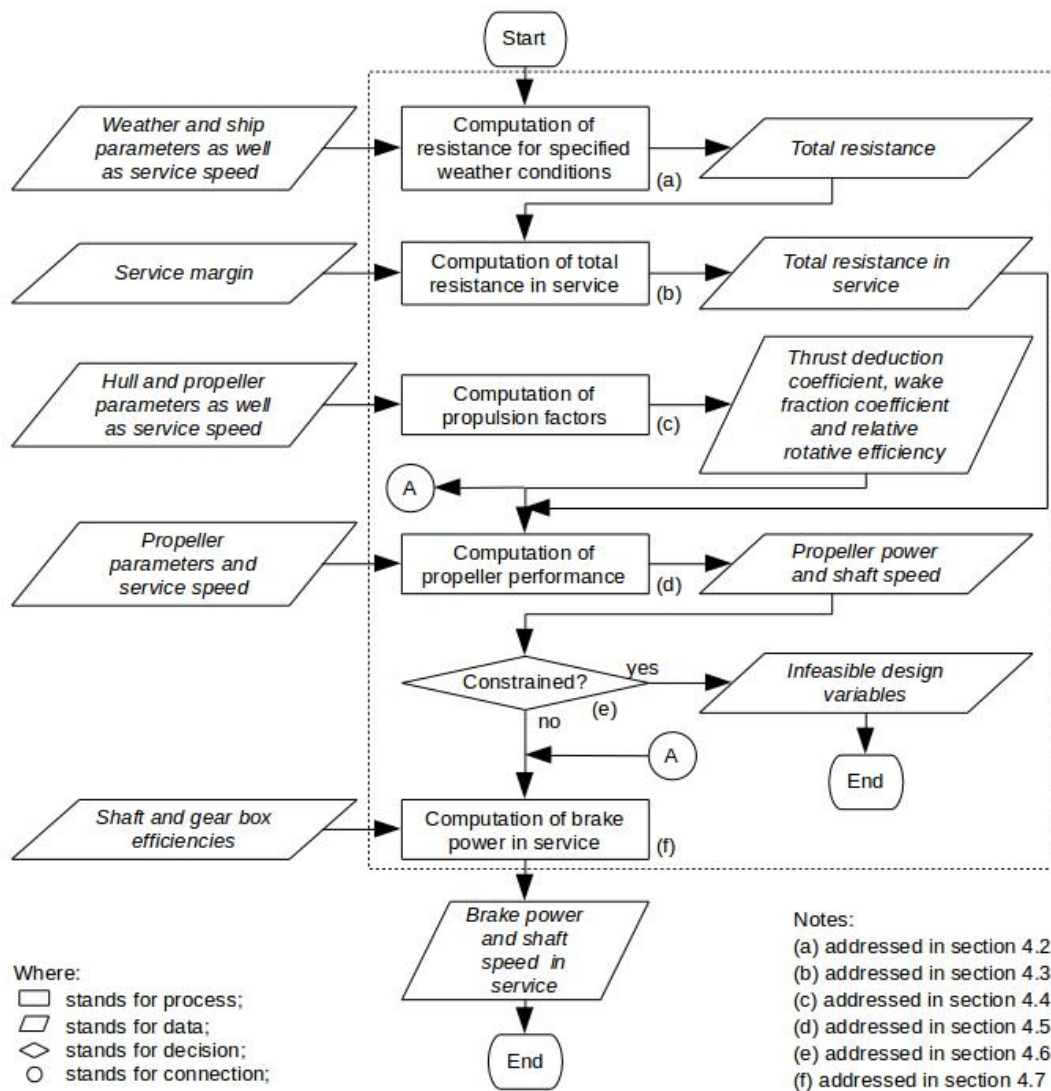 Start
Weather and ship
parameters as well
as service speed
Computation of
resistance for specified
weather conditions
(a)
Total resistance
Service margin
Computation of total
resistance in service
(b)
Total resistance in
service
Hull and propeller
parameters as well
as service speed
Computation of
propulsion factors
(c)
Thrust deduction
coefficient, wake
fraction coefficient
and relative
rotative efficiency
A
Propeller
parameters and
service speed
Computation of
propeller performance
(d)
Propeller power
and shaft speed
Constrained?
yes
(e)
no
Infeasible design
variables
A
End
Shaft and gear box
efficiencies
Computation of brake
power in service
(f)
Brake power
and shaft
speed in
service
End
Where:
stands for process;
stands for data;
stands for decision;
stands for connection;
Notes:
(a) addressed in section 4.2
(b) addressed in section 4.3
(c) addressed in section 4.4
(d) addressed in section 4.5
(e) addressed in section 4.6
(f) addressed in section 4.7